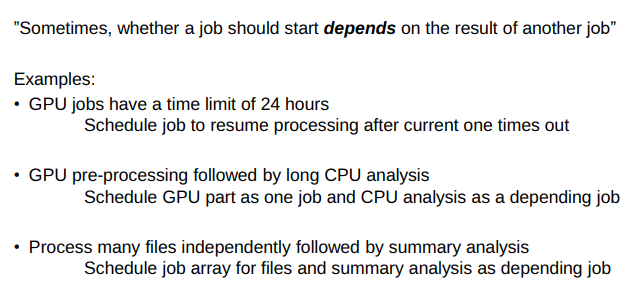 ”Sometimes, whether a job should start depends on the result of another job”
Examples:
• GPU jobs have a time limit of 24 hours
Schedule job to resume processing after current one times out
• GPU pre-processing followed by long CPU analysis
Schedule GPU part as one job and CPU analysis as a depending job
• Process many files independently followed by summary analysis
Schedule job array for files and summary analysis as depending job